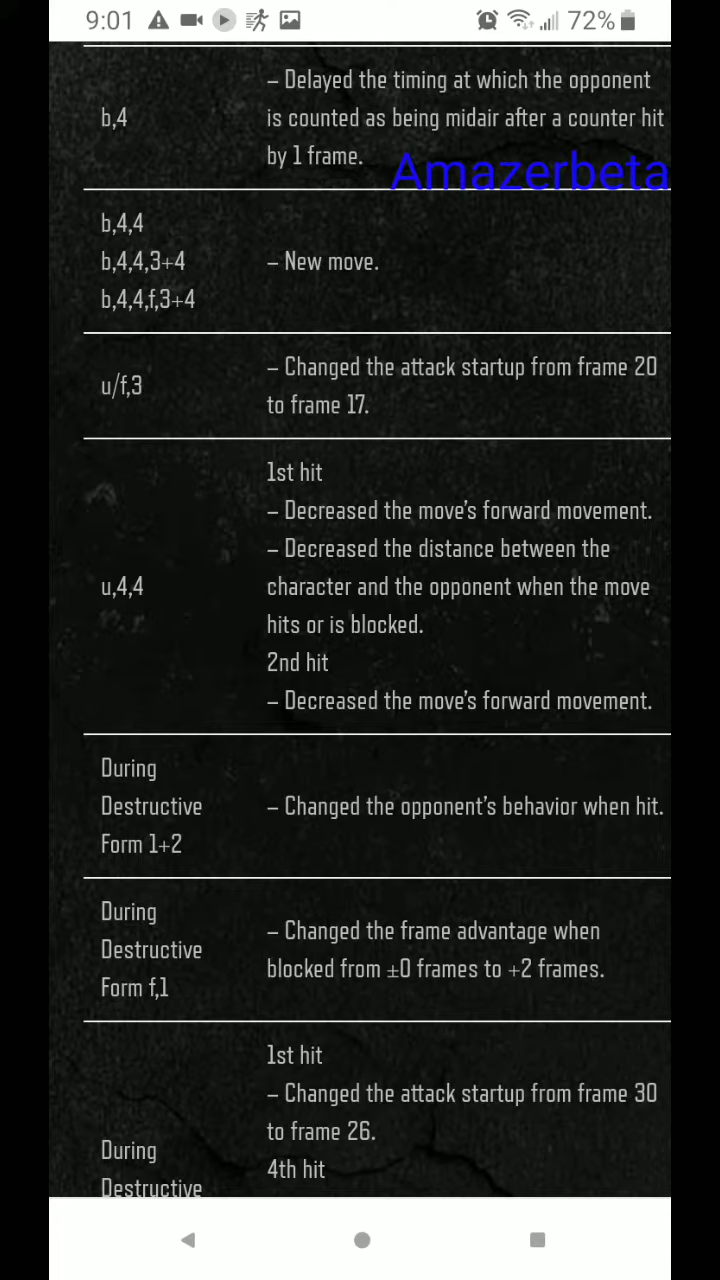 9:01
72%
b,4
– Delayed the timing at which the opponent
is counted as being midair after a counter hit
by 1 frame.
Amazerbeta
b,4,4
b,4,4,3+4
b,4,4,f,3+4
– New move.
u/f,3
– Changed the attack startup from frame 20
to frame 17.
u,4,4
1st hit
– Decreased the move's forward movement.
– Decreased the distance between the
character and the opponent when the move
hits or is blocked.
2nd hit
– Decreased the move's forward movement.
During
Destructive
Form 1+2
– Changed the opponent's behavior when hit.
During
Destructive
Form f,1
– Changed the frame advantage when
blocked from ±0 frames to +2 frames.
During
Destructive
1st hit
– Changed the attack startup from frame 30
to frame 26.
4th hit